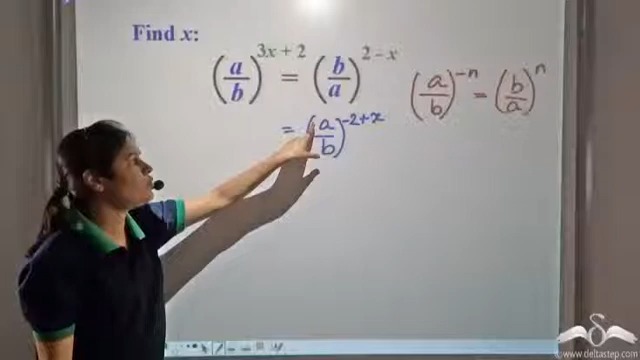 Find x:
(a/b)^(3x + 2) = (b/a)^(2 - x)
(a/b)^(-n) = (b/a)^n
= (a/b)^(-2+x)
www.deltastep.com